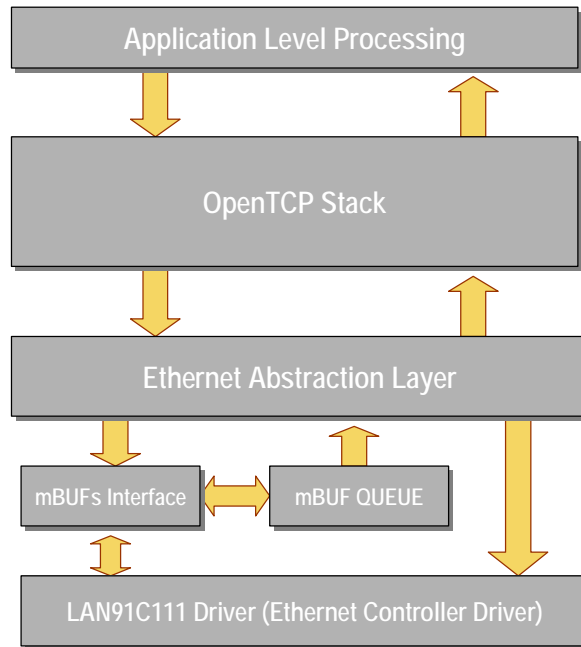 Application Level Processing
OpenTCP Stack
Ethernet Abstraction Layer
mBUFs Interface
mBUF QUEUE
LAN91C111 Driver (Ethernet Controller Driver)